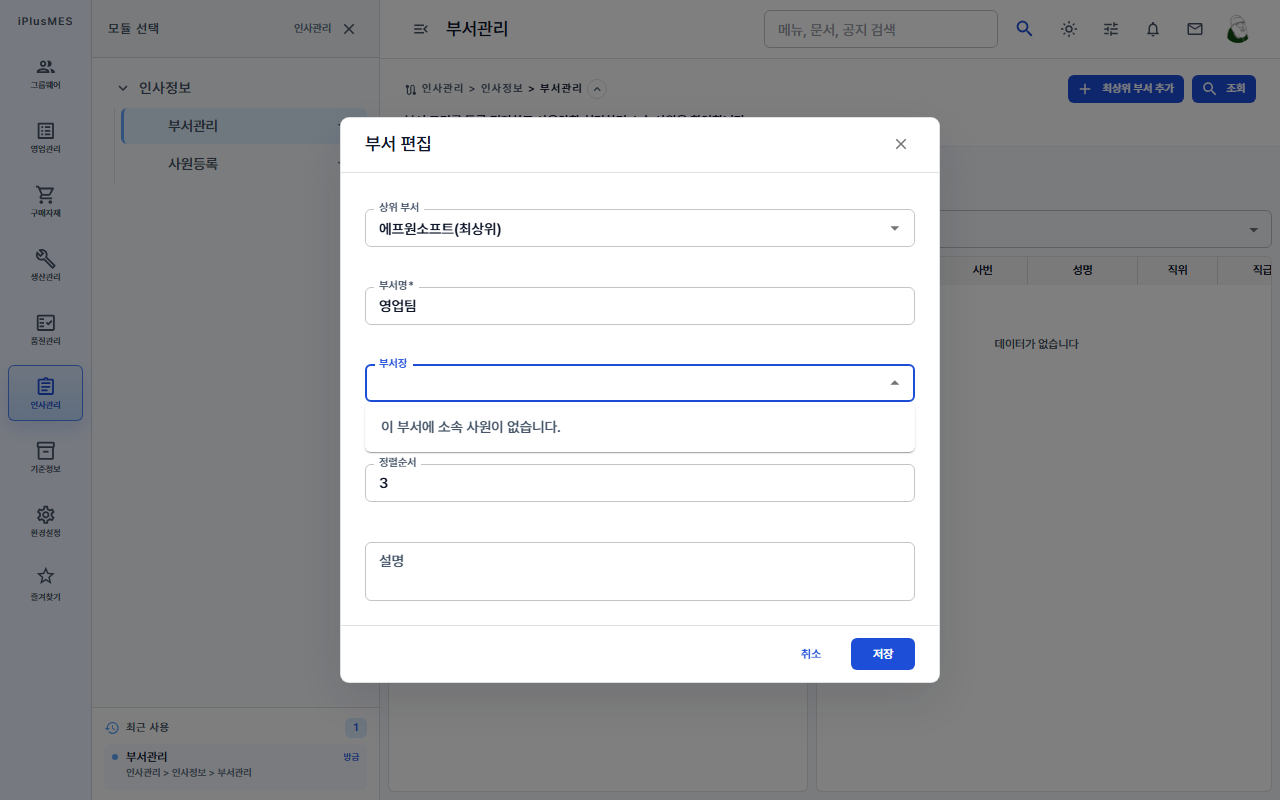 iPlusMES
모듈 선택
인사관리
부서관리
메뉴, 문서, 공지 검색
그룹웨어
영업관리
구매자재
생산관리
품질관리
인사관리
기준정보
환경설정
즐겨찾기
인사정보
부서관리
사원등록
인사관리 > 인사정보 > 부서관리
최상위 부서 추가
조회
부서 편집
상위 부서
에프원소프트(최상위)
부서명*
영업팀
부서장
이 부서에 소속 사원이 없습니다.
정렬순서
3
설명
취소
저장
사번
성명
직위
직급
데이터가 없습니다
최근 사용
1
부서관리
방금
인사관리 > 인사정보 > 부서관리